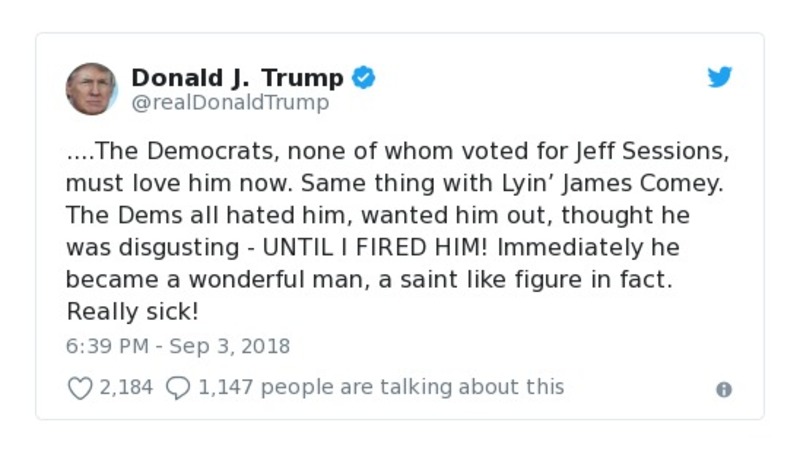 Donald J. Trump
@realDonaldTrump
....The Democrats, none of whom voted for Jeff Sessions,
must love him now. Same thing with Lyin’ James Comey.
The Dems all hated him, wanted him out, thought he
was disgusting - UNTIL I FIRED HIM! Immediately he
became a wonderful man, a saint like figure in fact.
Really sick!
6:39 PM - Sep 3, 2018
2,184 1,147 people are talking about this